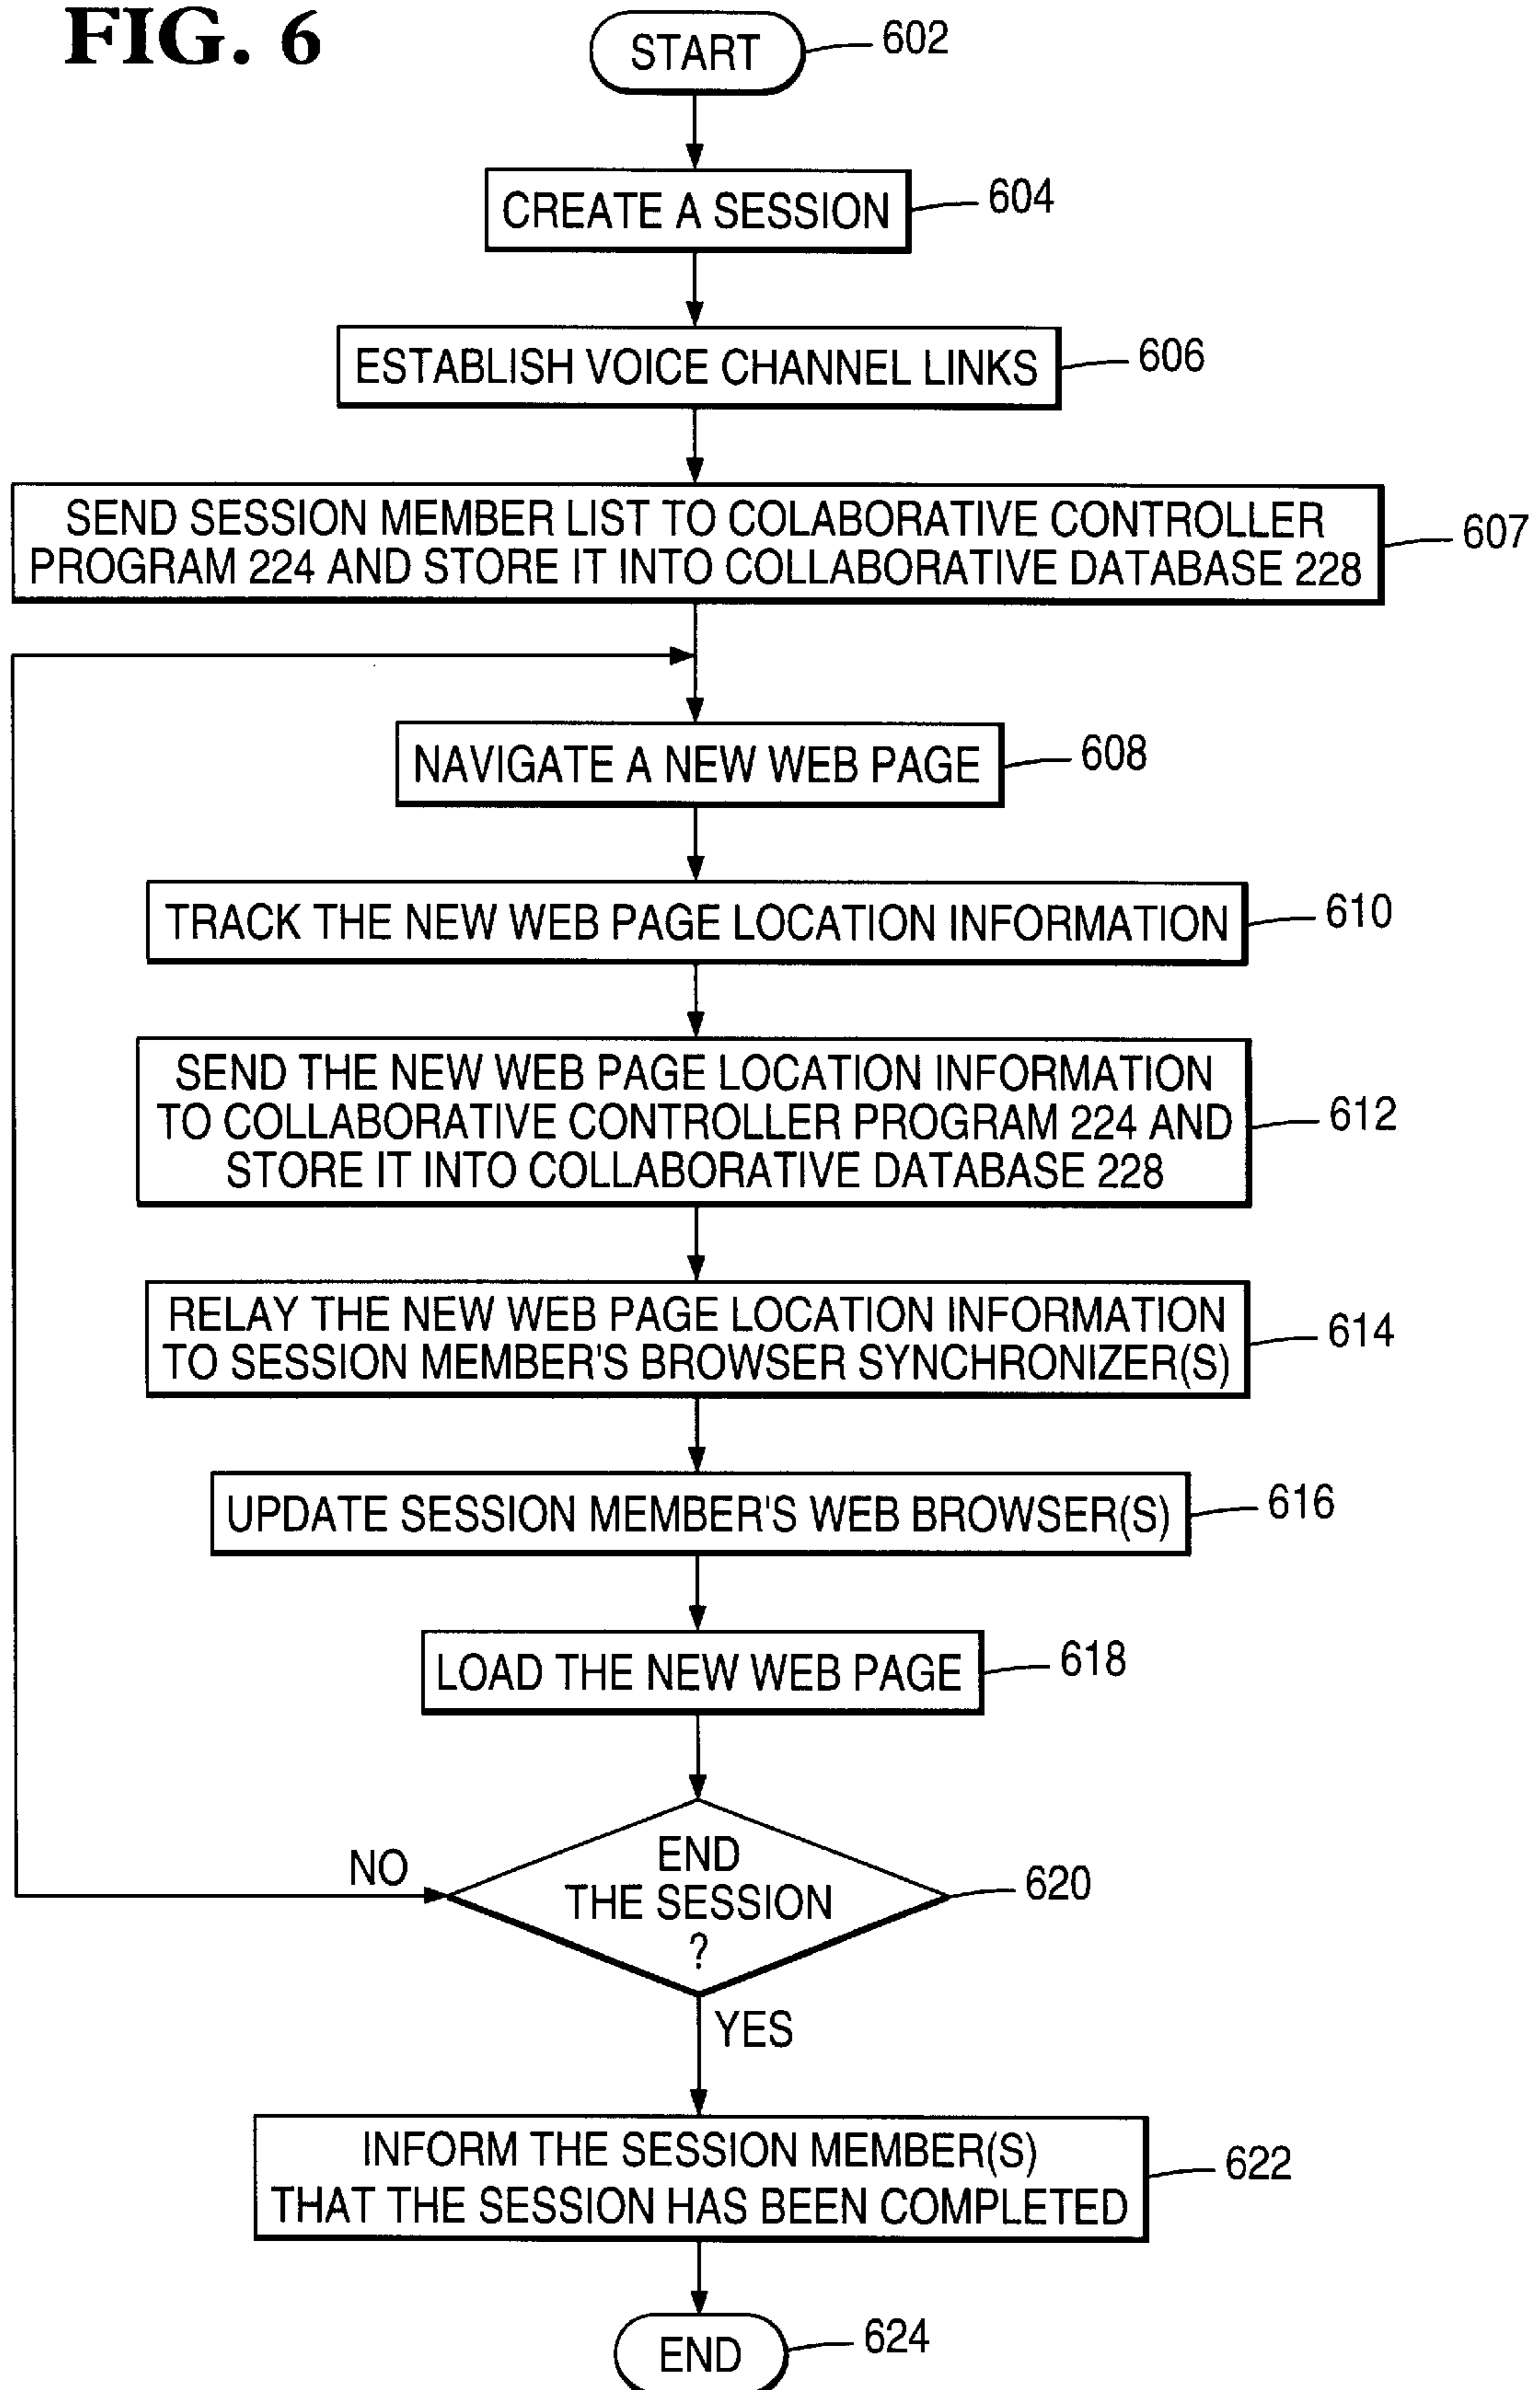 FIG. 6
START
602
CREATE A SESSION
604
ESTABLISH VOICE CHANNEL LINKS
606
SEND SESSION MEMBER LIST TO COLABORATIVE CONTROLLER
PROGRAM 224 AND STORE IT INTO COLLABORATIVE DATABASE 228
607
NAVIGATE A NEW WEB PAGE
608
TRACK THE NEW WEB PAGE LOCATION INFORMATION
610
SEND THE NEW WEB PAGE LOCATION INFORMATION
TO COLLABORATIVE CONTROLLER PROGRAM 224 AND
STORE IT INTO COLLABORATIVE DATABASE 228
612
RELAY THE NEW WEB PAGE LOCATION INFORMATION
TO SESSION MEMBER'S BROWSER SYNCHRONIZER(S)
614
UPDATE SESSION MEMBER'S WEB BROWSER(S)
616
LOAD THE NEW WEB PAGE
618
NO
END
THE SESSION
?
620
YES
INFORM THE SESSION MEMBER(S)
THAT THE SESSION HAS BEEN COMPLETED
622
END
624